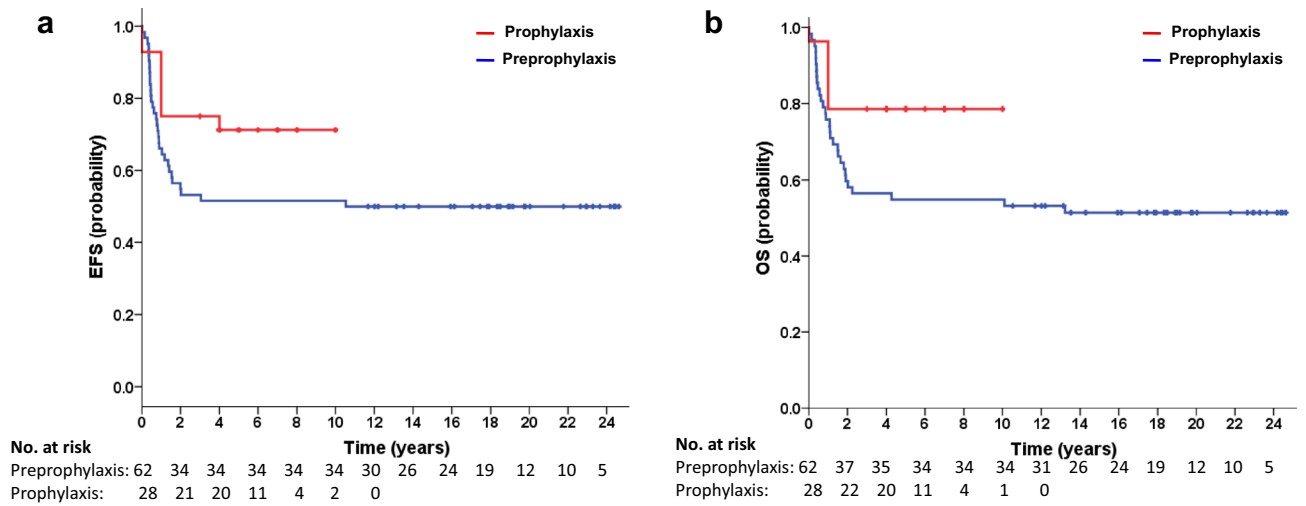 a
Prophylaxis
Preprophylaxis
EFS (probability)
1.0
0.8
0.6
0.4
0.2
0.0
0 2 4 6 8 10 12 14 16 18 20 22 24
Time (years)
No. at risk
Preprophylaxis: 62 34 34 34 34 34 30 26 24 19 12 10 5
Prophylaxis: 28 21 20 11 4 2 0
b
Prophylaxis
Preprophylaxis
OS (probability)
1.0
0.8
0.6
0.4
0.2
0.0
0 2 4 6 8 10 12 14 16 18 20 22 24
Time (years)
No. at risk
Preprophylaxis: 62 37 35 34 34 34 31 26 24 19 12 10 5
Prophylaxis: 28 22 20 11 4 1 0